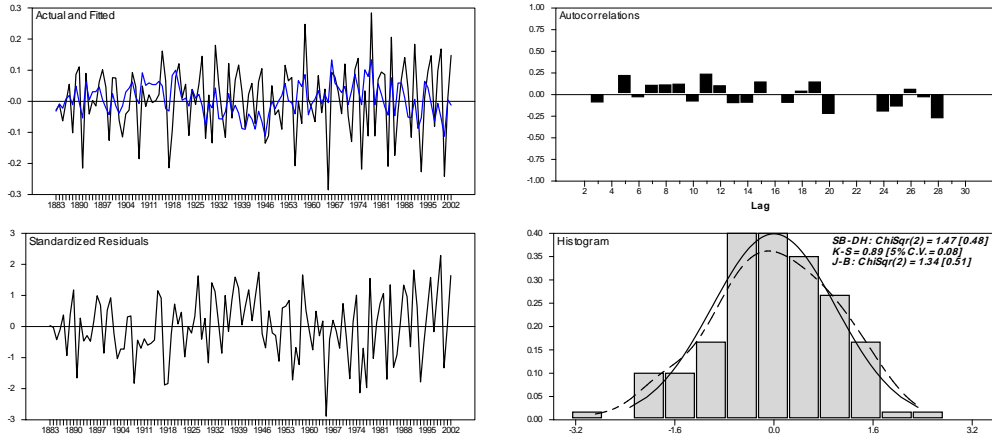 Actual and Fitted
0.3
0.2
0.1
-0.0
-0.1
-0.2
-0.3
1883 1890 1897 1904 1911 1918 1925 1932 1939 1946 1953 1960 1967 1974 1981 1988 1995 2002
Autocorrelations
1.00
0.75
0.50
0.25
0.00
-0.25
-0.50
-0.75
-1.00
2 4 6 8 10 12 14 16 18 20 22 24 26 28 30
Lag
Standardized Residuals
3
2
1
0
-1
-2
-3
1883 1890 1897 1904 1911 1918 1925 1932 1939 1946 1953 1960 1967 1974 1981 1988 1995 2002
Histogram
SB-DH: ChiSqr(2) = 1.47 [0.48]
K-S = 0.89 [5% C.V. = 0.08]
J-B: ChiSqr(2) = 1.34 [0.51]
0.40
0.35
0.30
0.25
0.20
0.15
0.10
0.05
0.00
-3.2 -1.6 0.0 1.6 3.2